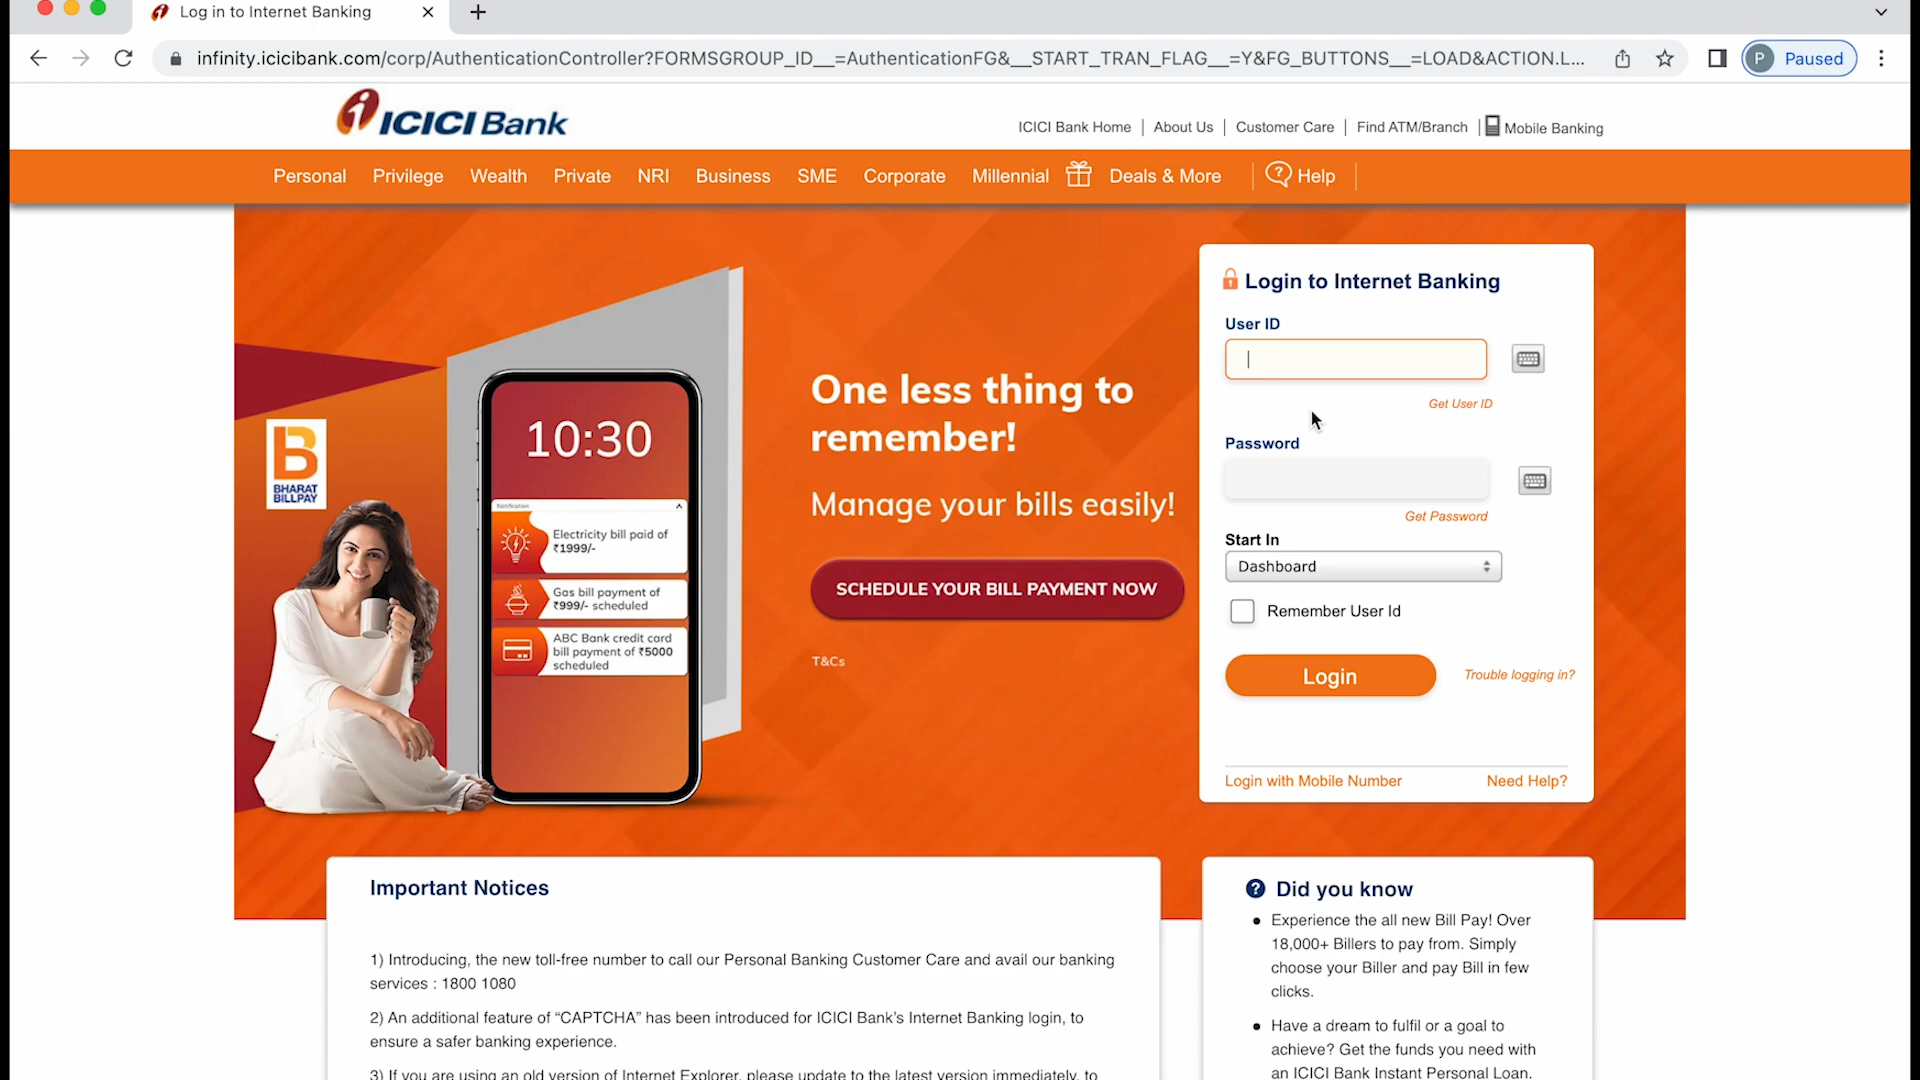 Log in to Internet Banking
infinity.icicibank.com/corp/AuthenticationController?FORMSGROUP_ID__=AuthenticationFG&__START_TRAN_FLAG__=Y&FG_BUTTONS__=LOAD&ACTION.L...
P Paused
ICICI Bank
ICICI Bank Home | About Us | Customer Care | Find ATM/Branch | Mobile Banking
Personal Privilege Wealth Private NRI Business SME Corporate Millennial Deals & More Help
BHARAT
BILLPAY
10:30
Notification
Electricity bill paid of
₹1999/-
Gas bill payment of
₹999/- scheduled
ABC Bank credit card
bill payment of ₹5000
scheduled
One less thing to
remember!
Manage your bills easily!
SCHEDULE YOUR BILL PAYMENT NOW
T&Cs
Login to Internet Banking
User ID
Get User ID
Password
Get Password
Start In
Dashboard
Remember User Id
Login
Trouble logging in?
Login with Mobile Number Need Help?
Important Notices
1) Introducing, the new toll-free number to call our Personal Banking Customer Care and avail our banking
services : 1800 1080
2) An additional feature of “CAPTCHA” has been introduced for ICICI Bank's Internet Banking login, to
ensure a safer banking experience.
3) If you are using an old version of Internet Explorer, please update to the latest version immediately, to
Did you know
Experience the all new Bill Pay! Over
18,000+ Billers to pay from. Simply
choose your Biller and pay Bill in few
clicks.
Have a dream to fulfil or a goal to
achieve? Get the funds you need with
an ICICI Bank Instant Personal Loan.